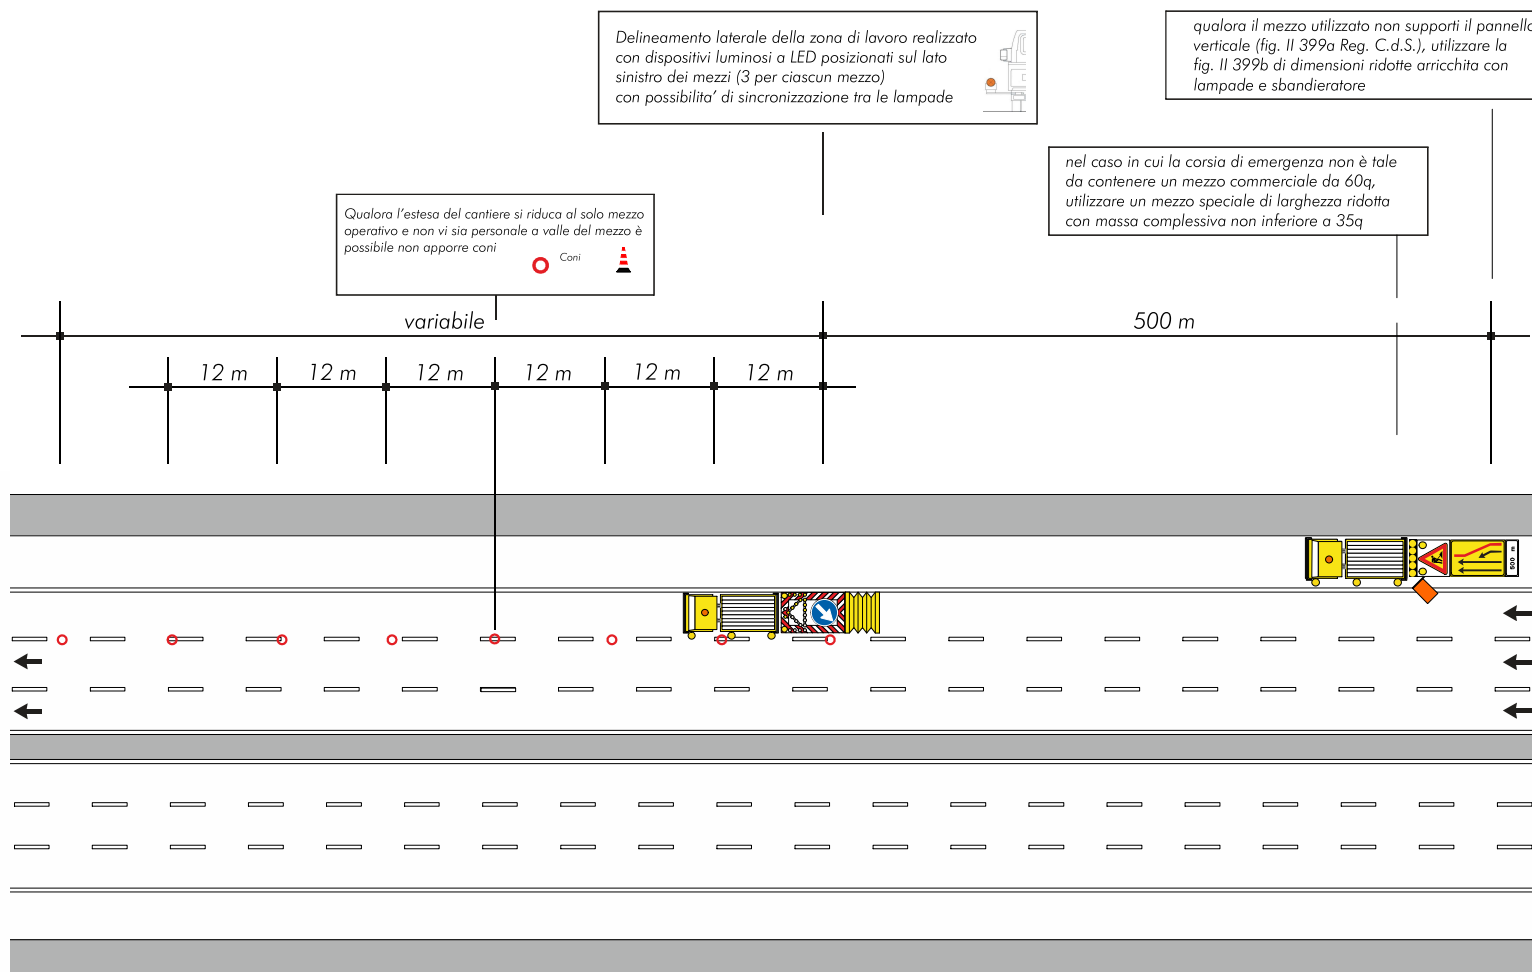 Delineamento laterale della zona di lavoro realizzato
con dispositivi luminosi a LED posizionati sul lato
sinistro dei mezzi (3 per ciascun mezzo)
con possibilita' di sincronizzazione tra le lampade
qualora il mezzo utilizzato non supporti il pannello
verticale (fig. II 399a Reg. C.d.S.), utilizzare la
fig. II 399b di dimensioni ridotte arricchita con
lampade e sbandieratore
nel caso in cui la corsia di emergenza non è tale
da contenere un mezzo commerciale da 60q,
utilizzare un mezzo speciale di larghezza ridotta
con massa complessiva non inferiore a 35q
Qualora l'estesa del cantiere si riduca al solo mezzo
operativo e non vi sia personale a valle del mezzo è
possibile non apporre coni
Coni
variabile
500 m
12 m
12 m
12 m
12 m
12 m
12 m
500 m